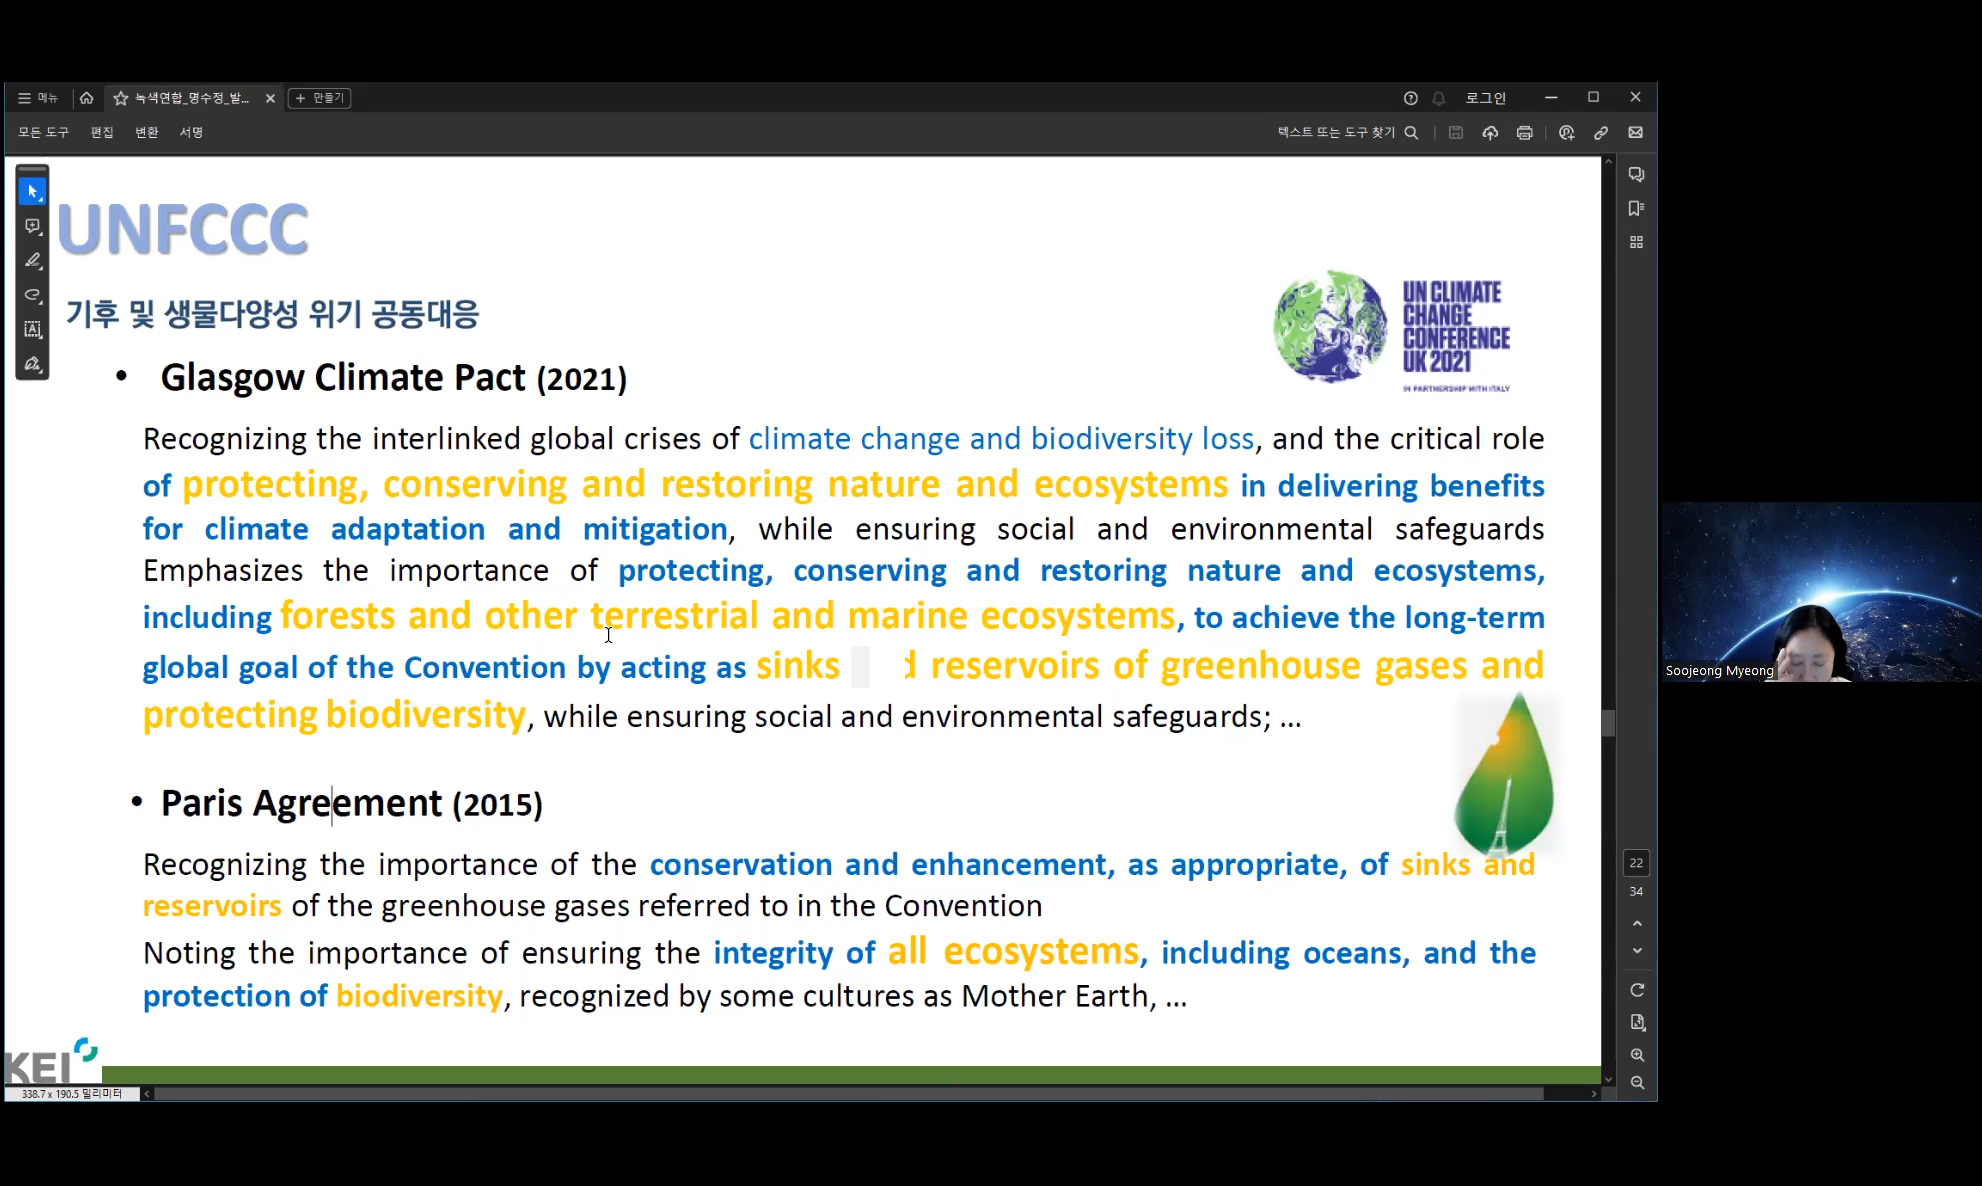 메뉴
녹색연합_명수정_발...
만들기
로그인
모든 도구 편집 변환 서명
텍스트 또는 도구 찾기
UNFCCC
기후 및 생물다양성 위기 공동대응
UN CLIMATE
CHANGE
CONFERENCE
UK 2021
IN PARTNERSHIP WITH ITALY
• Glasgow Climate Pact (2021)
Recognizing the interlinked global crises of climate change and biodiversity loss, and the critical role
of protecting, conserving and restoring nature and ecosystems in delivering benefits
for climate adaptation and mitigation, while ensuring social and environmental safeguards
Emphasizes the importance of protecting, conserving and restoring nature and ecosystems,
including forests and other terrestrial and marine ecosystems, to achieve the long-term
global goal of the Convention by acting as sinks d reservoirs of greenhouse gases and
protecting biodiversity, while ensuring social and environmental safeguards; ...
• Paris Agreement (2015)
Recognizing the importance of the conservation and enhancement, as appropriate, of sinks and
reservoirs of the greenhouse gases referred to in the Convention
Noting the importance of ensuring the integrity of all ecosystems, including oceans, and the
protection of biodiversity, recognized by some cultures as Mother Earth, ...
KEI
338.7 x 190.5 밀리미터
22
34
Soojeong Myeong